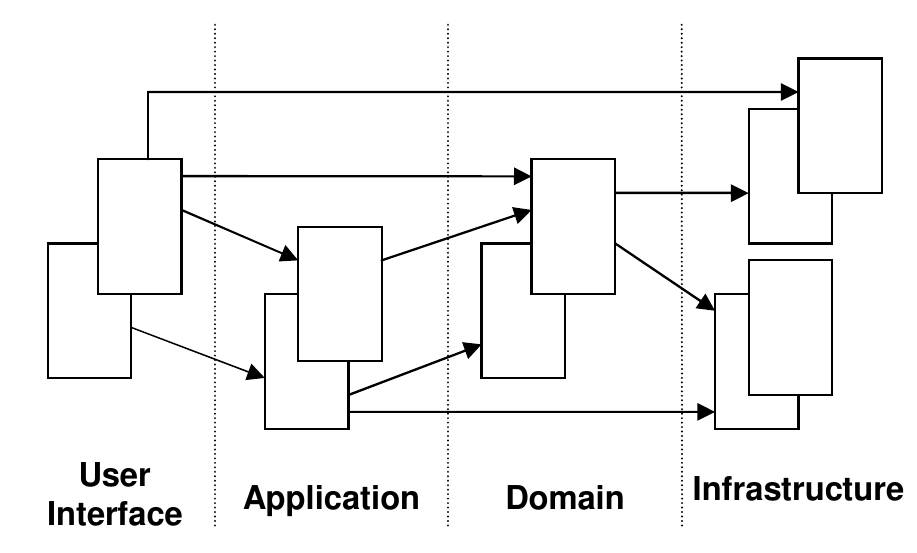 User
Interface
Application
Domain
Infrastructure